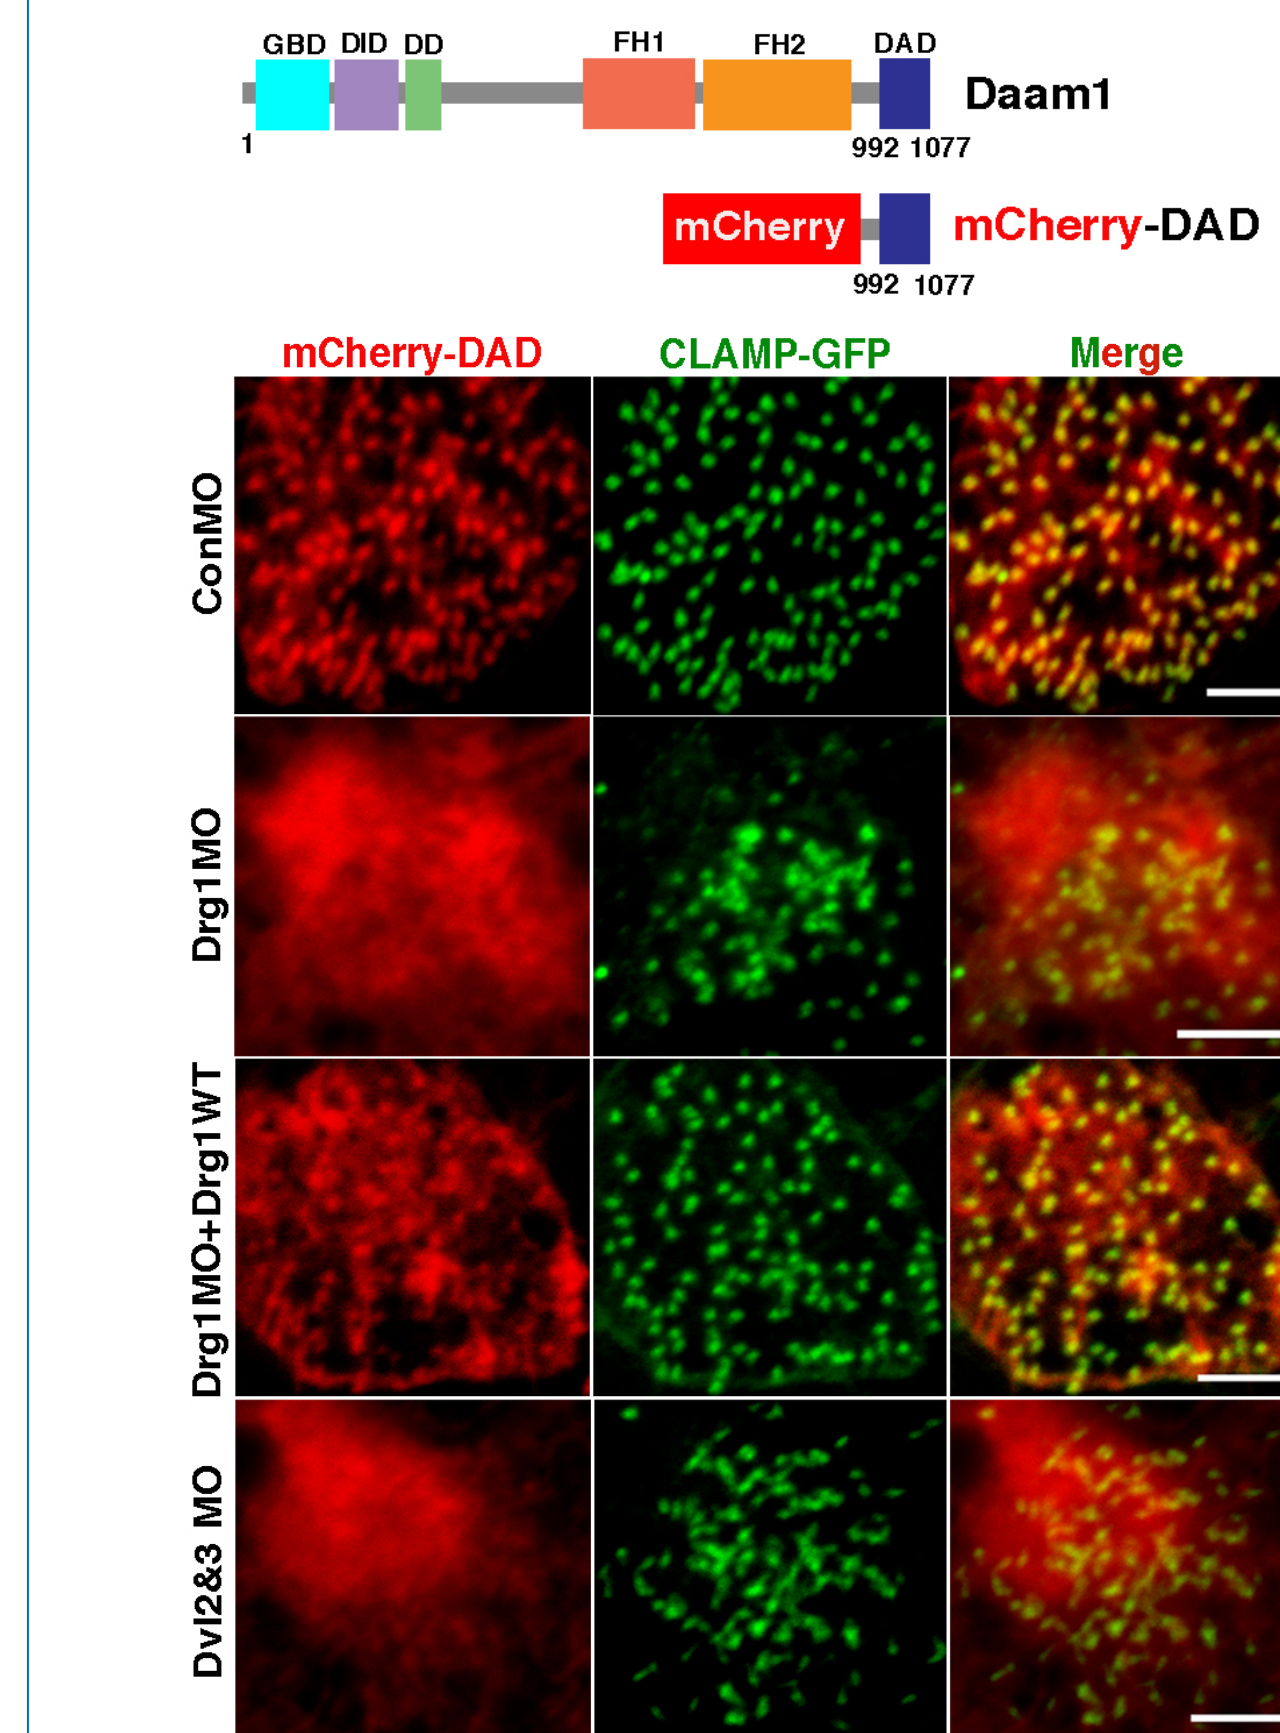 GBD DID DD FH1 FH2 DAD
Daam1
1 992 1077
mCherry mCherry-DAD
992 1077
mCherry-DAD CLAMP-GFP Merge
ConMO
Drg1MO
Drg1MO+Drg1WT
Dvl2&3 MO